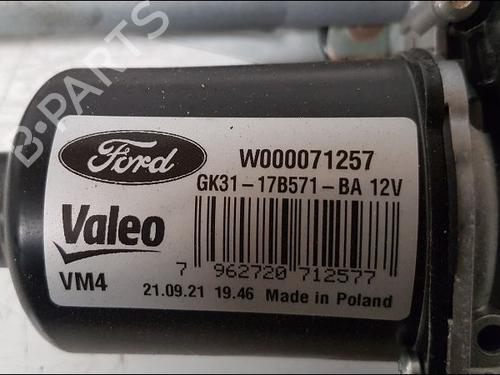 B-PARTS
Ford
W000071257
GK31-17B571-BA 12V
Valeo
7 962720 712577
VM4
21.09.21 19.46 Made in Poland